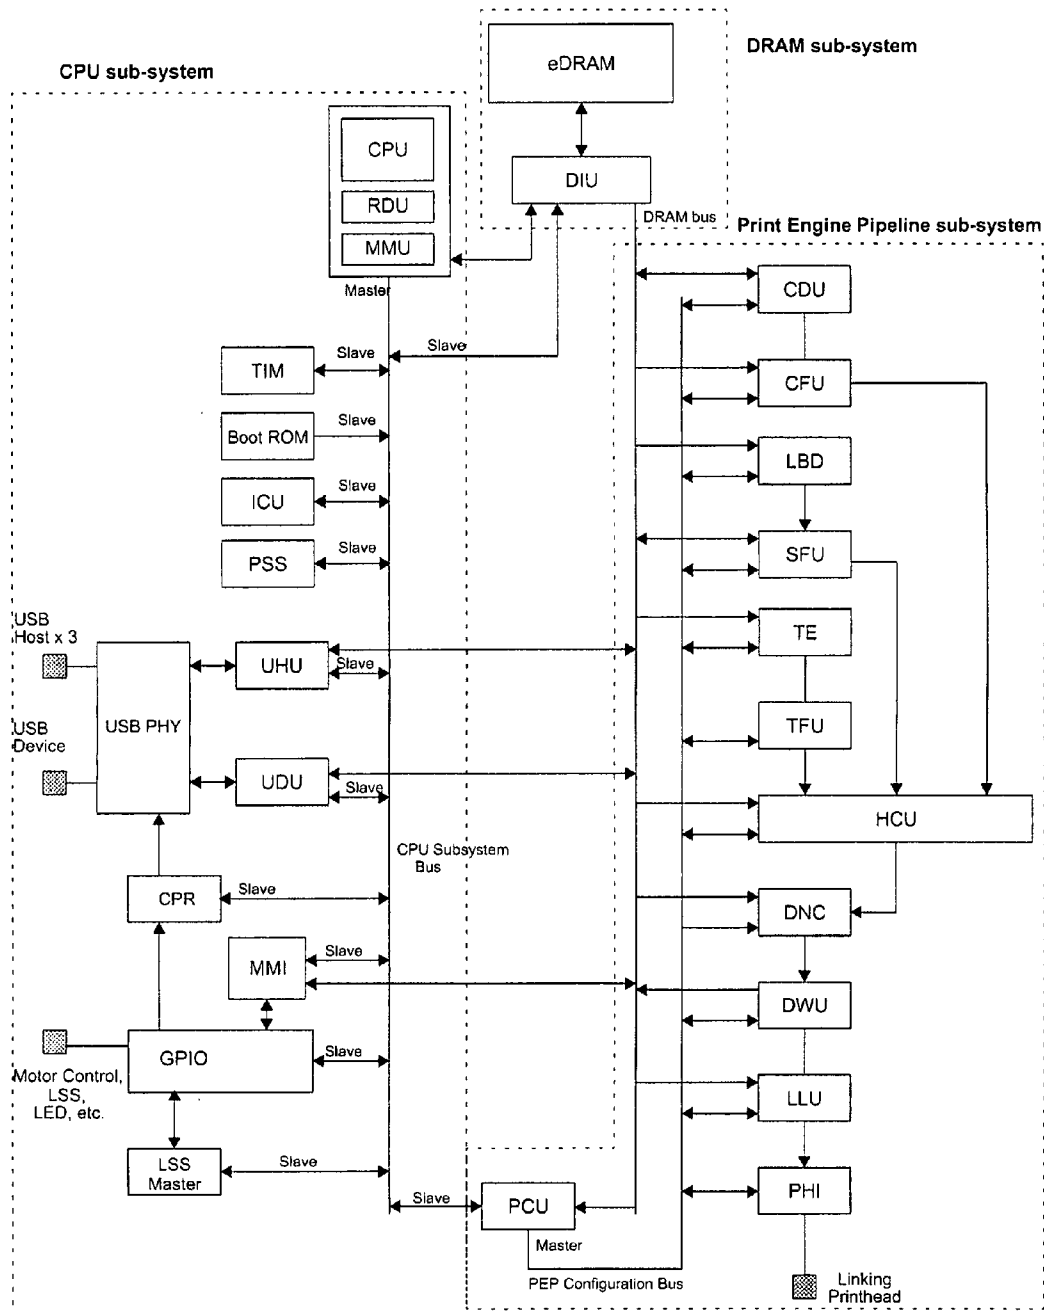 DRAM sub-system
CPU sub-system
eDRAM
CPU
RDU
MMU
Master
DIU
DRAM bus
Print Engine Pipeline sub-system
CDU
Slave
Slave
TIM
CFU
Slave
Boot ROM
LBD
Slave
ICU
Slave
PSS
SFU
USB
Host x 3
TE
UHU
Slave
USB PHY
USB
Device
TFU
UDU
Slave
HCU
CPU Subsystem
Bus
CPR
Slave
DNC
MMI
Slave
DWU
GPIO
Slave
Motor Control,
LSS,
LED, etc.
LLU
LSS
Master
Slave
PHI
Slave
PCU
Master
PEP Configuration Bus
Linking
Printhead